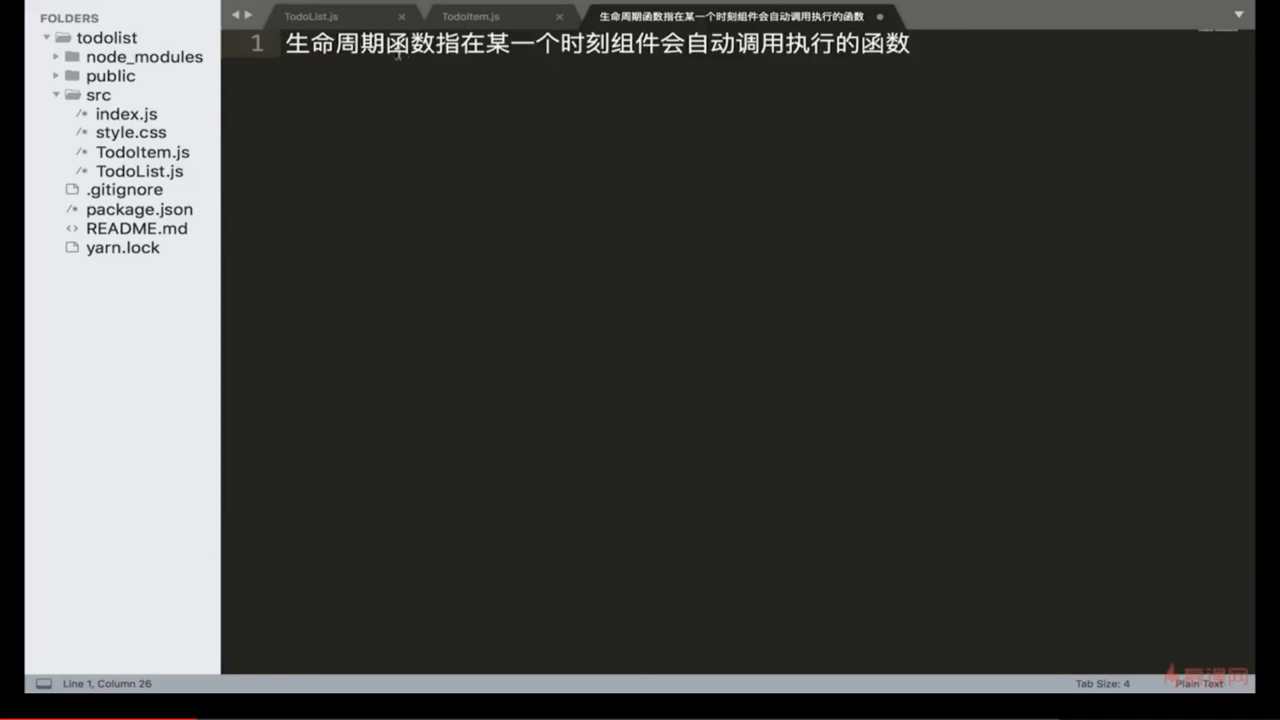 FOLDERS
todolist
node_modules
public
src
index.js
style.css
TodoItem.js
TodoList.js
.gitignore
package.json
README.md
yarn.lock
TodoList.js
TodoItem.js
生命周期函数指在某一个时刻组件会自动调用执行的函数
1 生命周期函数指在某一个时刻组件会自动调用执行的函数
Line 1, Column 26
Tab Size: 4
Plain Text